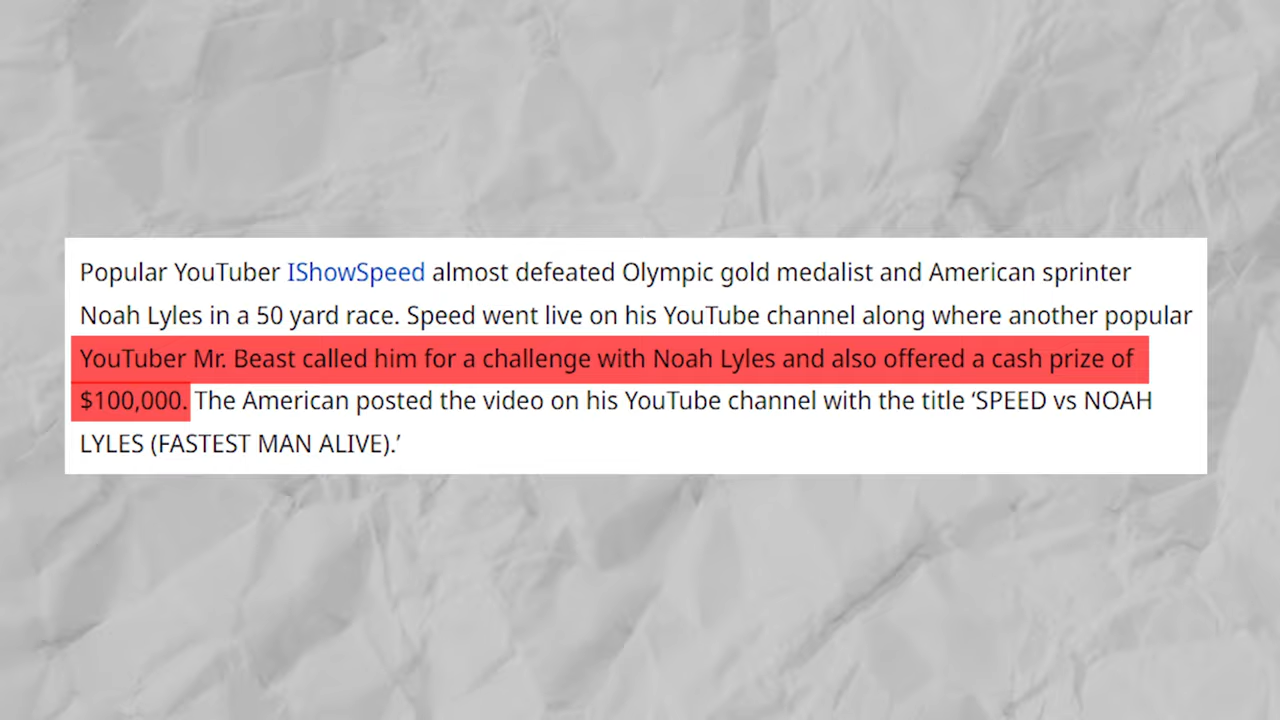 Popular YouTuber IShowSpeed almost defeated Olympic gold medalist and American sprinter
Noah Lyles in a 50 yard race. Speed went live on his YouTube channel along where another popular
YouTuber Mr. Beast called him for a challenge with Noah Lyles and also offered a cash prize of
$100,000. The American posted the video on his YouTube channel with the title ‘SPEED vs NOAH
LYLES (FASTEST MAN ALIVE).’